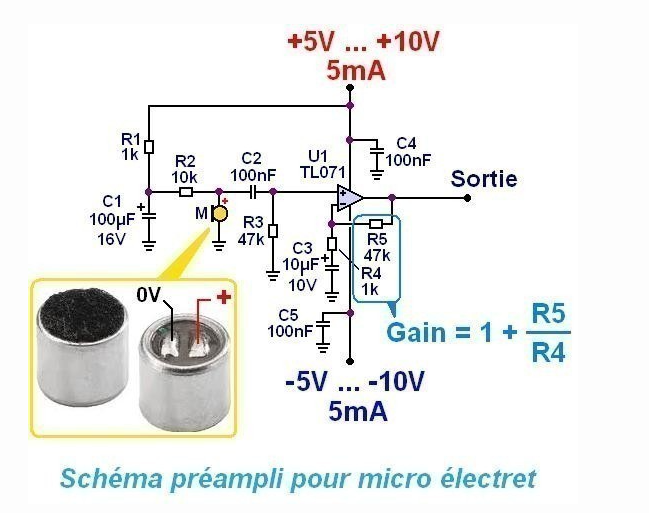 +5V ... +10V
5mA
R1
1k
R2
10k
C2
100nF
U1
TL071
C4
100nF
Sortie
C1
100µF
16V
+
M
+
R3
47k
+
-
C3
10µF
10V
+
R4
1k
R5
47k
0V
+
C5
100nF
Gain = 1 + R5
R4
-5V ... -10V
5mA
Schéma préampli pour micro électret